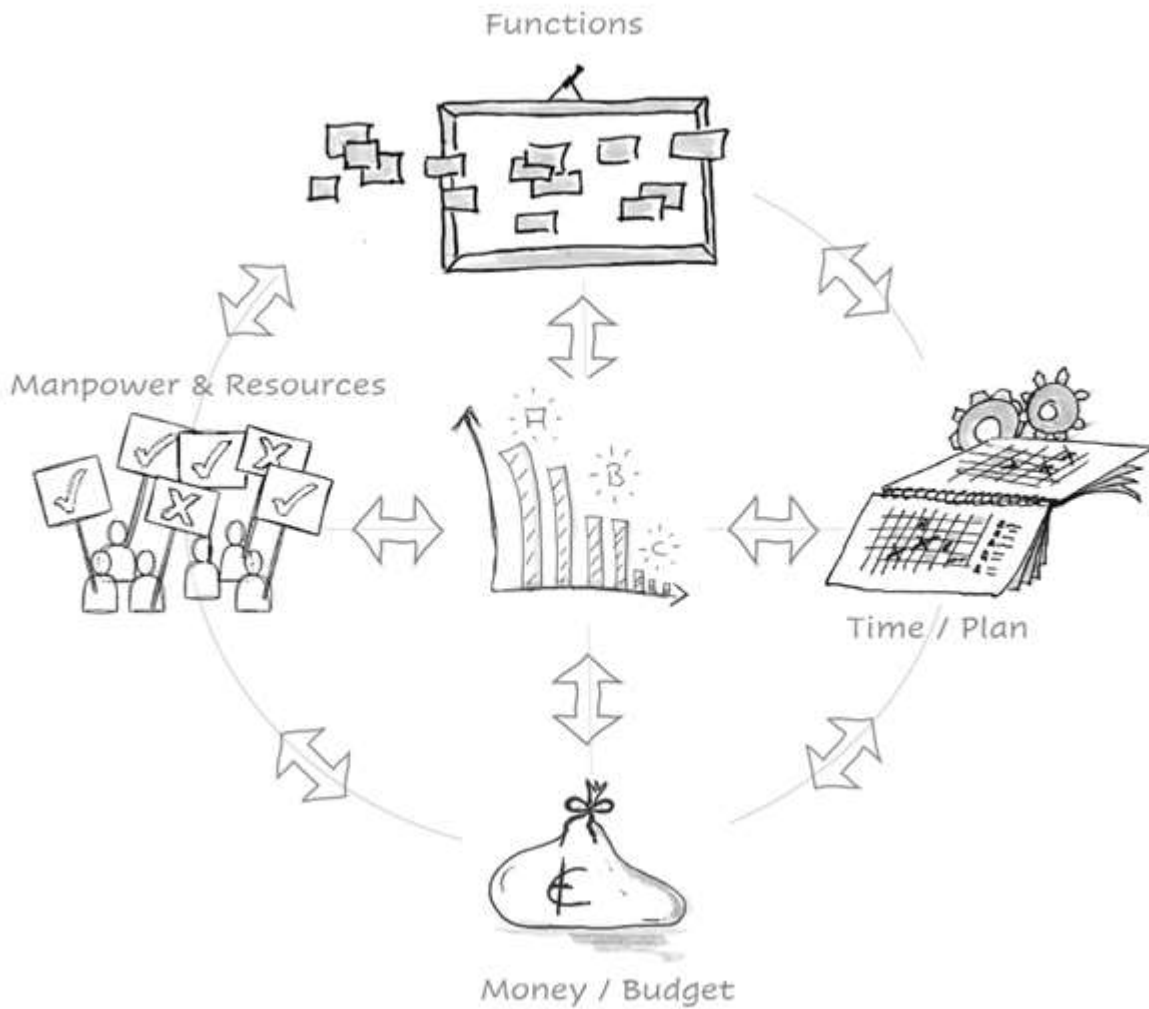 Functions
Manpower & Resources
A
B
C
Time / Plan
€
Money / Budget